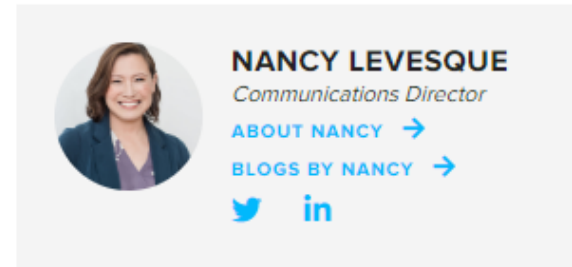 NANCY LEVESQUE
Communications Director
ABOUT NANCY →
BLOGS BY NANCY →
in